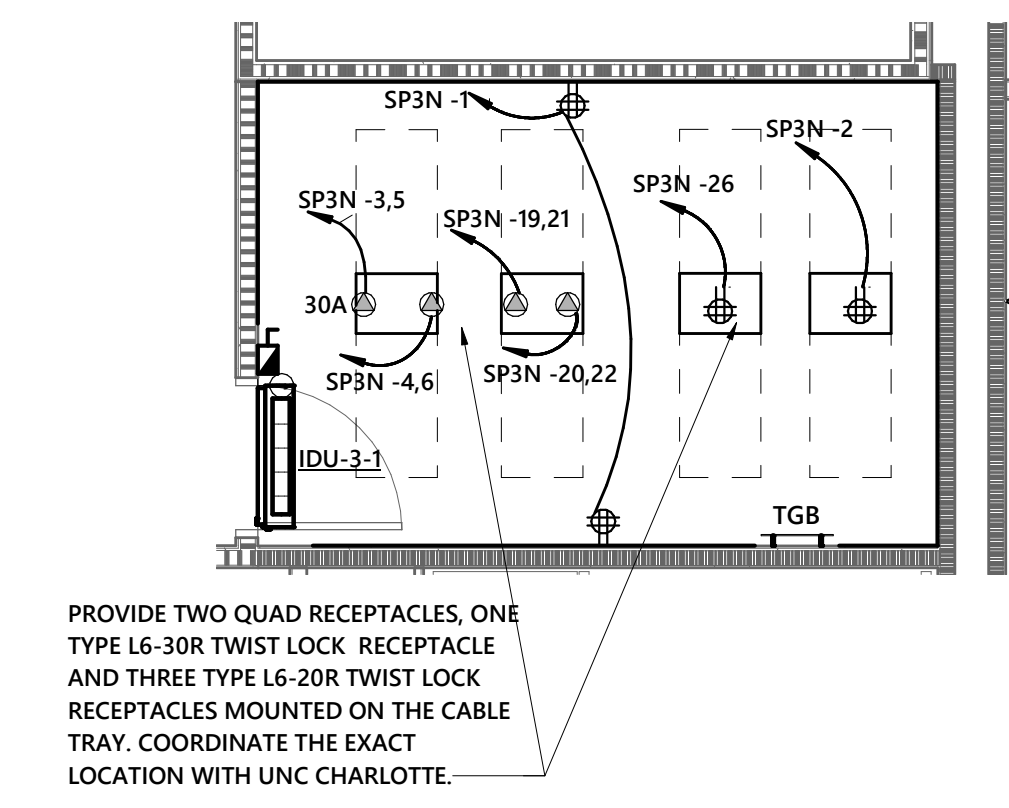 SP3N -1
SP3N -2
SP3N -26
SP3N -3,5
SP3N -19,21
30A
SP3N -4,6
SP3N -20,22
IDU-3-1
TGB
PROVIDE TWO QUAD RECEPTACLES, ONE
TYPE L6-30R TWIST LOCK RECEPTACLE
AND THREE TYPE L6-20R TWIST LOCK
RECEPTACLES MOUNTED ON THE CABLE
TRAY. COORDINATE THE EXACT
LOCATION WITH UNC CHARLOTTE.